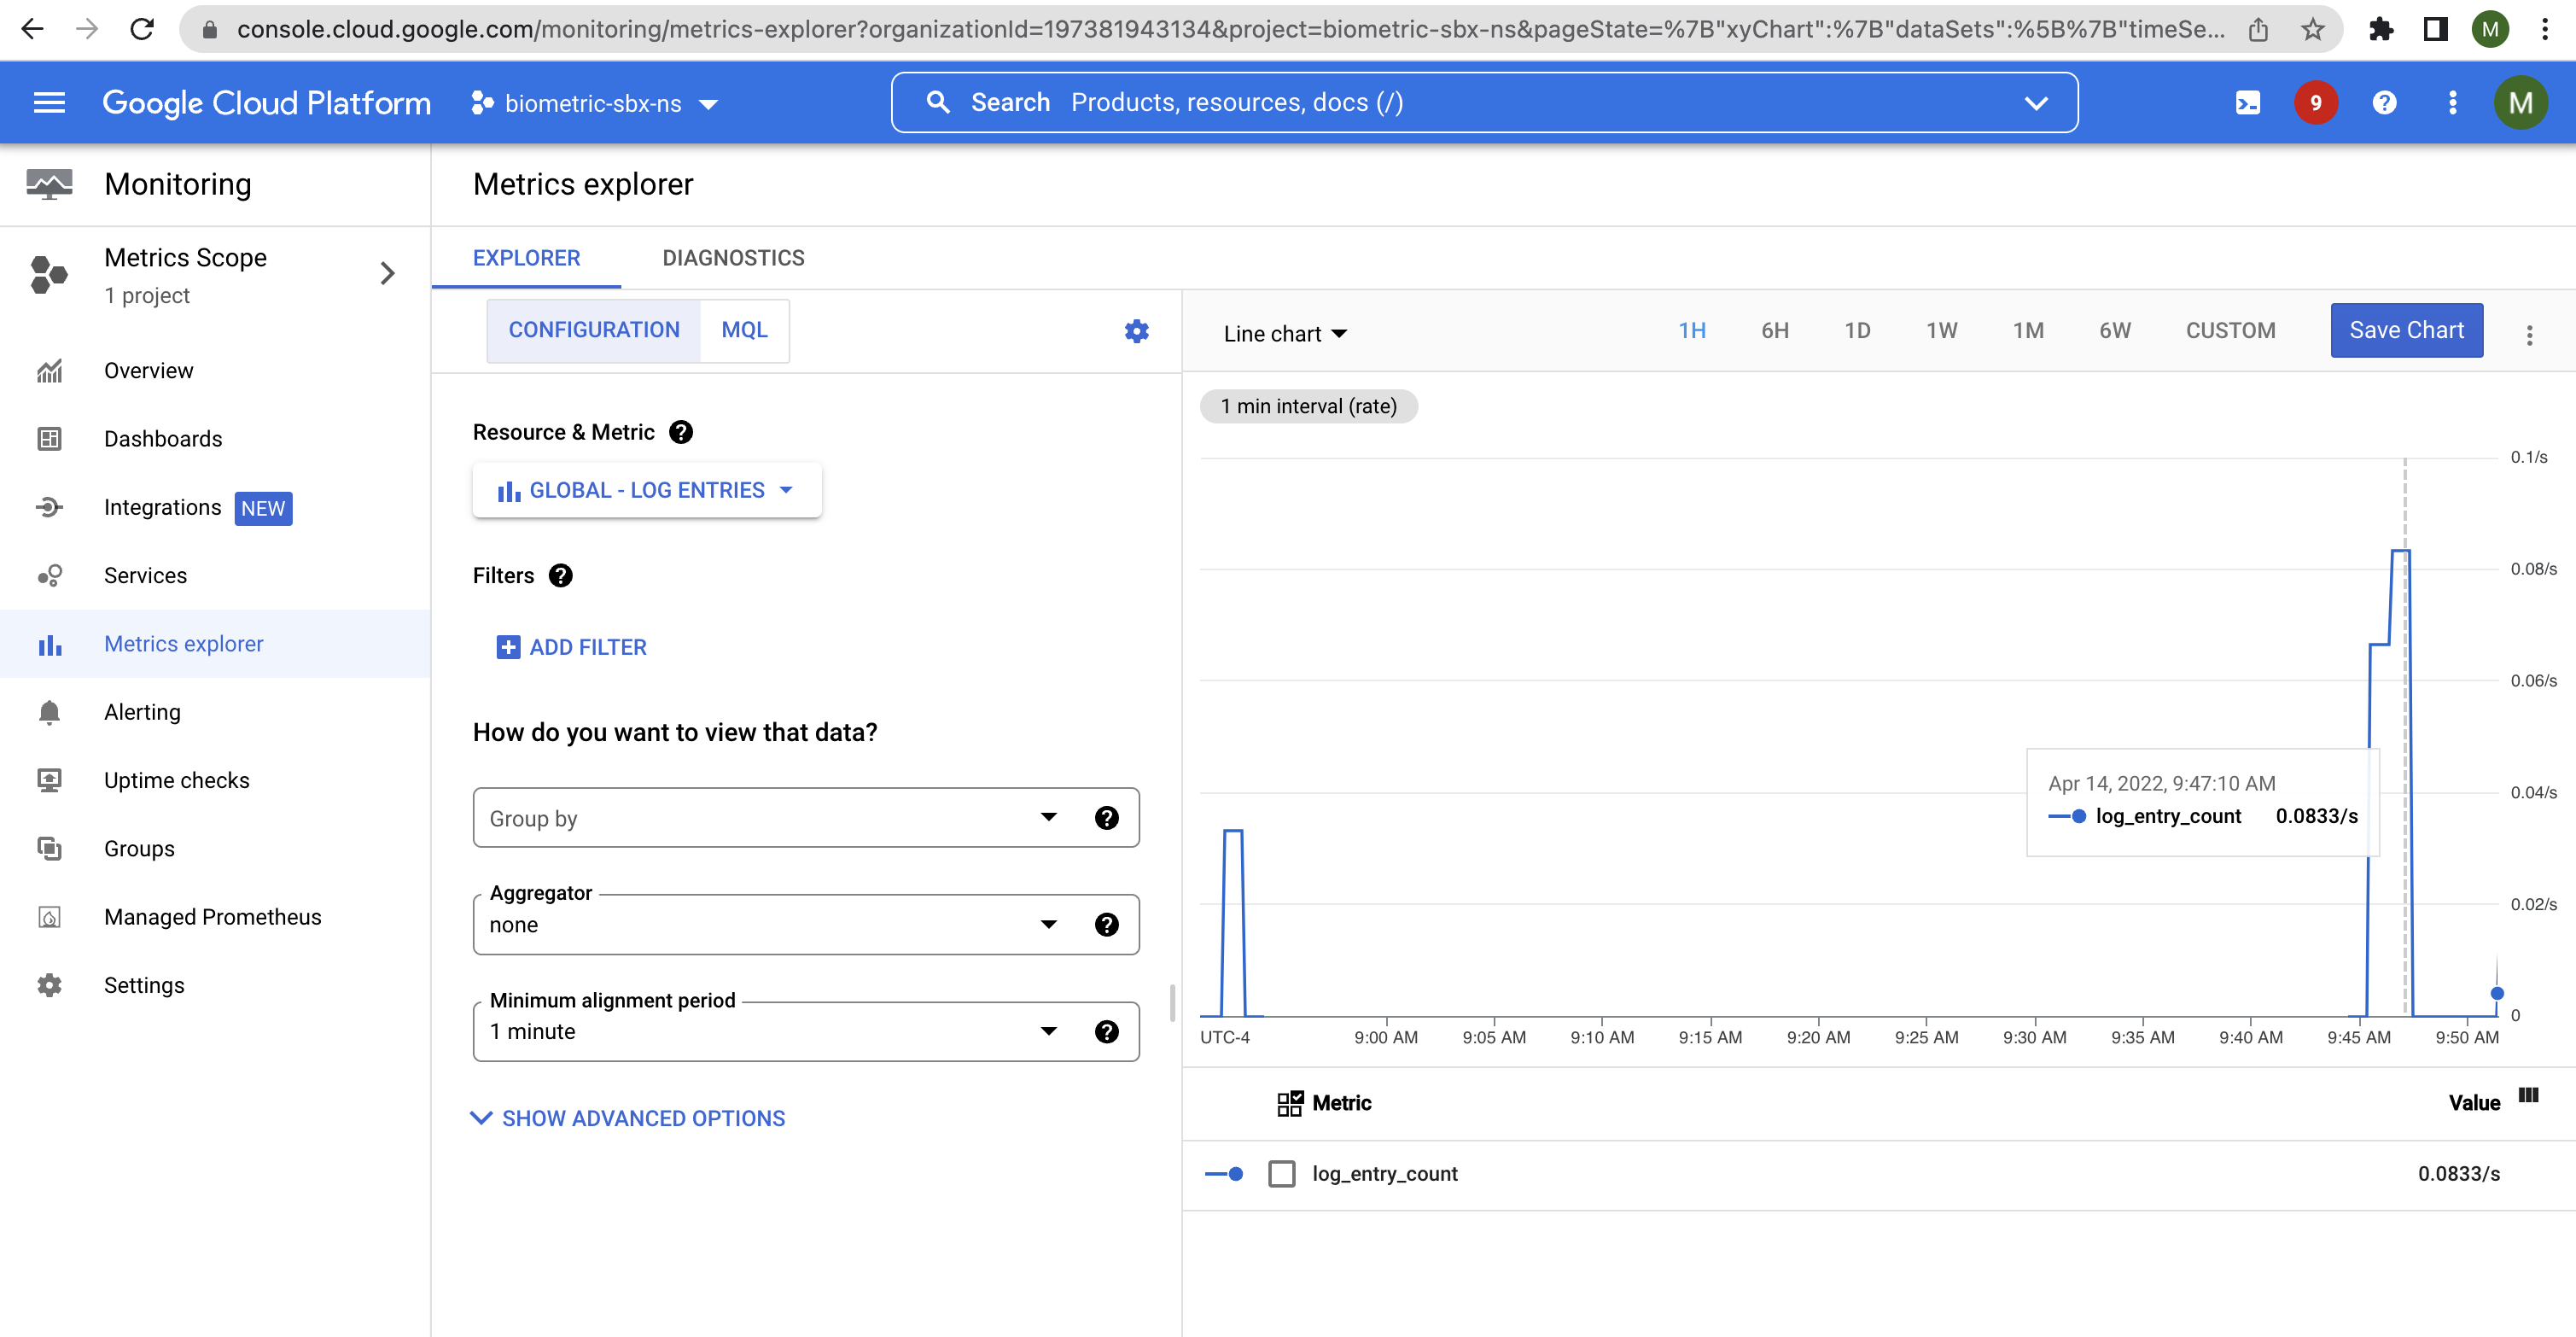 console.cloud.google.com/monitoring/metrics-explorer?organizationId=197381943134&project=biometric-sbx-ns&pageState=%7B"xyChart":%7B"dataSets":%5B%7B"timeSe...
M
Google Cloud Platform
biometric-sbx-ns
Search Products, resources, docs (/)
9
?
M
Monitoring
Metrics Scope
1 project
Overview
Dashboards
Integrations NEW
Services
Metrics explorer
Alerting
Uptime checks
Groups
Managed Prometheus
Settings
Metrics explorer
EXPLORER
DIAGNOSTICS
CONFIGURATION
MQL
Resource & Metric ?
GLOBAL - LOG ENTRIES
Filters ?
ADD FILTER
How do you want to view that data?
Group by ?
Aggregator
none ?
Minimum alignment period
1 minute ?
SHOW ADVANCED OPTIONS
Line chart
1H 6H 1D 1W 1M 6W CUSTOM
Save Chart
1 min interval (rate)
0.1/s
0.08/s
0.06/s
0.04/s
0.02/s
0
Apr 14, 2022, 9:47:10 AM
log_entry_count 0.0833/s
UTC-4 9:00 AM 9:05 AM 9:10 AM 9:15 AM 9:20 AM 9:25 AM 9:30 AM 9:35 AM 9:40 AM 9:45 AM 9:50 AM
Metric Value
log_entry_count 0.0833/s